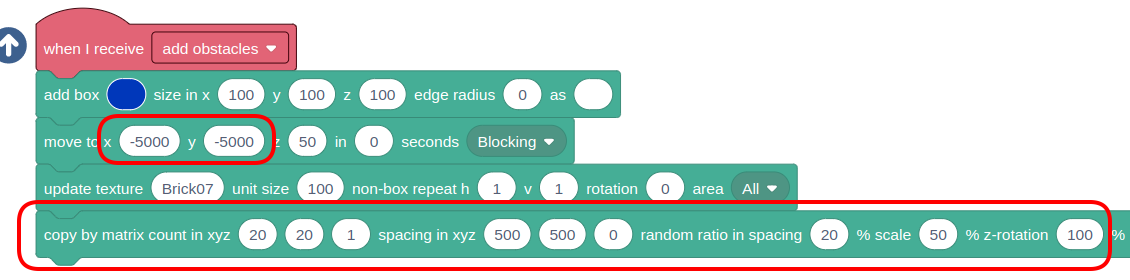 when I receive add obstacles
add box size in x 100 y 100 z 100 edge radius 0 as
move to x -5000 y -5000 z 50 in 0 seconds Blocking
update texture Brick07 unit size 100 non-box repeat h 1 v 1 rotation 0 area All
copy by matrix count in xyz 20 20 1 spacing in xyz 500 500 0 random ratio in spacing 20 % scale 50 % z-rotation 100 %